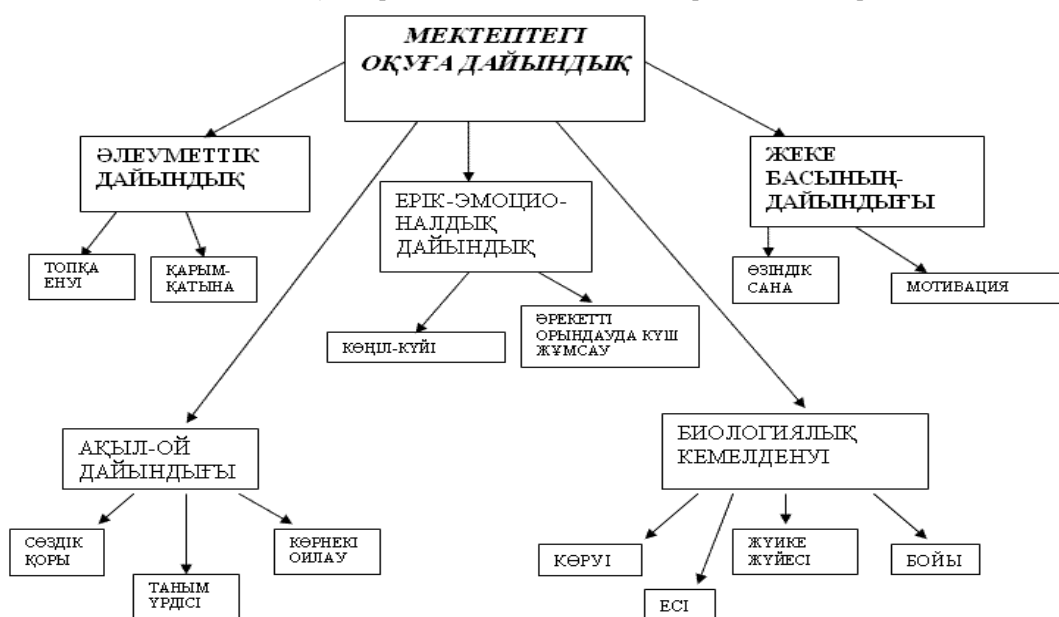 МЕКТЕПТЕГІ
ОҚУҒА ДАЙЫНДЫҚ
ӘЛЕУМЕТТІК
ДАЙЫНДЫҚ
ЕРІК-ЭМОЦИО-
НАЛДЫҚ
ДАЙЫНДЫҚ
ЖЕКЕ
БАСЫНЫҢ-
ДАЙЫНДЫҒЫ
ТОПҚА
ЕНУІ
ҚАРЫМ-
ҚАТЫНА
ӨЗІНДІК
САНА
МОТИВАЦИЯ
КӨҢІЛ-КҮЙІ
ӘРЕКЕТТІ
ОРЫНДАУДА КҮШ
ЖҰМСАУ
АҚЫЛ-ОЙ
ДАЙЫНДЫҒЫ
БИОЛОГИЯЛЫҚ
КЕМЕЛДЕНУІ
СӨЗДІК
ҚОРЫ
ТАНЫМ
ҮРДІСІ
КӨРНЕКІ
ОЙЛАУ
КӨРУІ
ЕСІ
ЖҮЙКЕ
ЖҮЙЕСІ
БОЙЫ